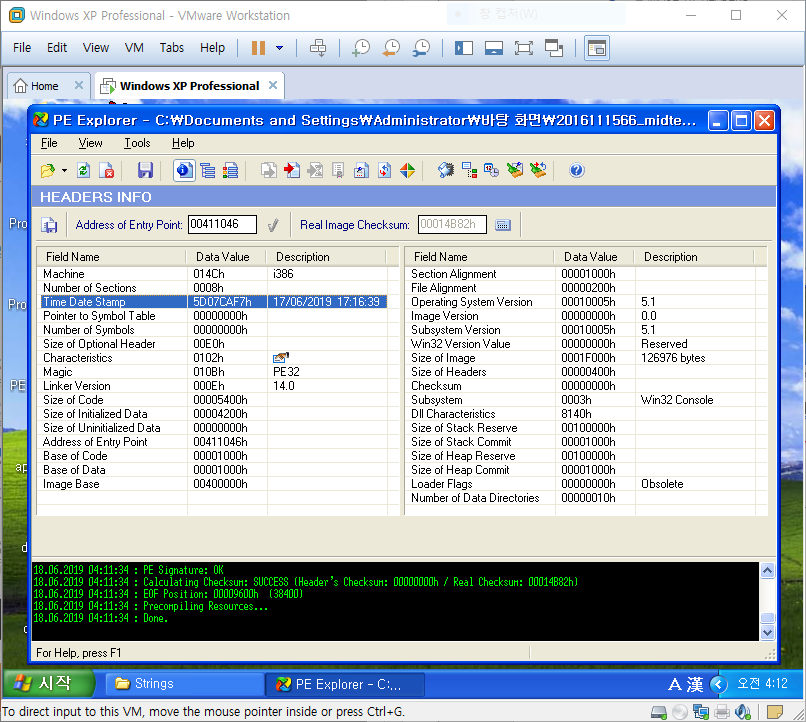 Windows XP Professional - VMware Workstation
창 캡처(W)
File Edit View VM Tabs Help
Home
Windows XP Professional
PE Explorer - C:₩Documents and Settings₩Administrator₩바탕 화면₩2016111566_midte...
File View Tools Help
HEADERS INFO
Address of Entry Point: 00411046 Real Image Checksum: 00014B82h
Field Name Data Value Description
Machine 014Ch i386
Number of Sections 0008h
Time Date Stamp 5D07CAF7h 17/06/2019 17:16:39
Pointer to Symbol Table 00000000h
Number of Symbols 00000000h
Size of Optional Header 00E0h
Characteristics 0102h
Magic 010Bh PE32
Linker Version 000Eh 14.0
Size of Code 00005400h
Size of Initialized Data 00004200h
Size of Uninitialized Data 00000000h
Address of Entry Point 00411046h
Base of Code 00001000h
Base of Data 00001000h
Image Base 00400000h
Field Name Data Value Description
Section Alignment 00001000h
File Alignment 00000200h
Operating System Version 00010005h 5.1
Image Version 00000000h 0.0
Subsystem Version 00010005h 5.1
Win32 Version Value 00000000h Reserved
Size of Image 0001F000h 126976 bytes
Size of Headers 00000400h
Checksum 00000000h
Subsystem 0003h Win32 Console
Dll Characteristics 8140h
Size of Stack Reserve 00100000h
Size of Stack Commit 00001000h
Size of Heap Reserve 00100000h
Size of Heap Commit 00001000h
Loader Flags 00000000h Obsolete
Number of Data Directories 00000010h
Pro
Pro
PE
ap
d
18.06.2019 04:11:34 : PE Signature: OK
18.06.2019 04:11:34 : Calculating Checksum: SUCCESS (Header's Checksum: 00000000h / Real Checksum: 00014B82h)
18.06.2019 04:11:34 : EOF Position: 00009600h (38400)
18.06.2019 04:11:34 : Precompiling Resources...
18.06.2019 04:11:34 : Done.
For Help, press F1
시작 Strings PE Explorer - C:... A 漢 오전 4:12
To direct input to this VM, move the mouse pointer inside or press Ctrl+G.